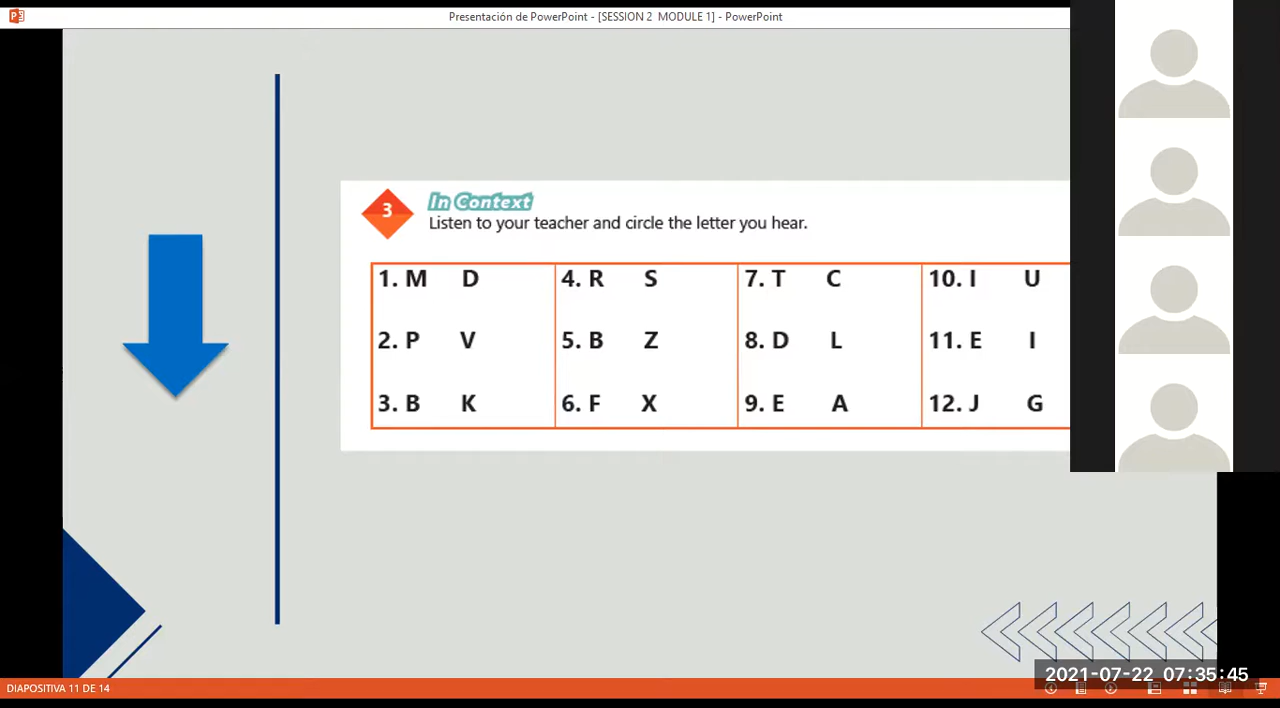 Presentación de PowerPoint - [SESSION 2 MODULE 1] - PowerPoint
3
In Context
Listen to your teacher and circle the letter you hear.
1. M D 4. R S 7. T C 10. I U
2. P V 5. B Z 8. D L 11. E I
3. B K 6. F X 9. E A 12. J G
2021-07-22 07:35:45
DIAPOSITIVA 11 DE 14